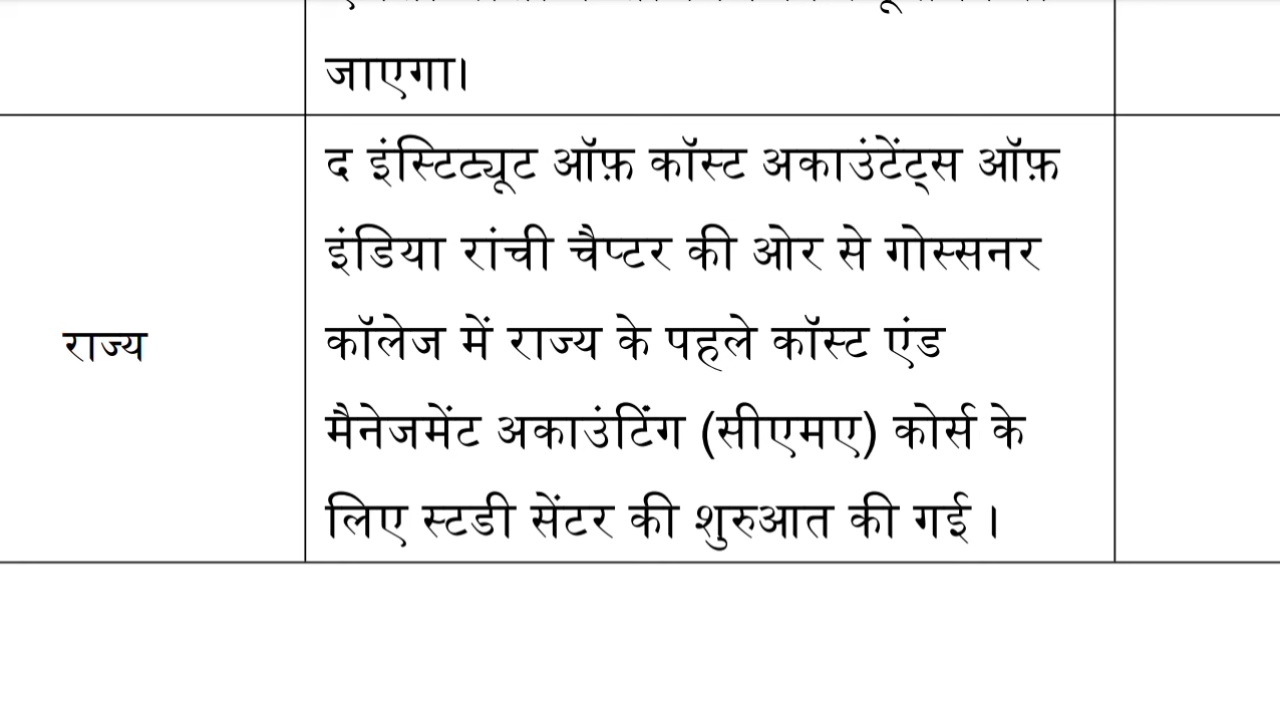 जाएगा।
द इंस्टिट्यूट ऑफ़ कॉस्ट अकाउंटेंट्स ऑफ़
इंडिया रांची चैप्टर की ओर से गोस्सनर
राज्य
कॉलेज में राज्य के पहले कॉस्ट एंड
मैनेजमेंट अकाउंटिंग (सीएमए) कोर्स के
लिए स्टडी सेंटर की शुरुआत की गई ।